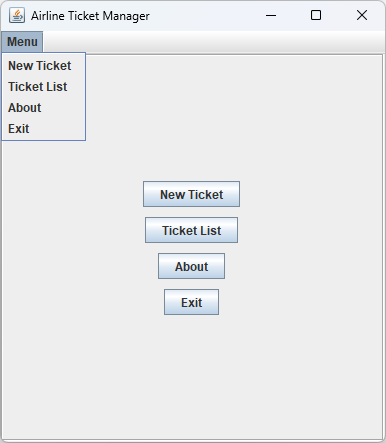 Airline Ticket Manager
Menu
New Ticket
Ticket List
About
Exit
New Ticket
Ticket List
About
Exit